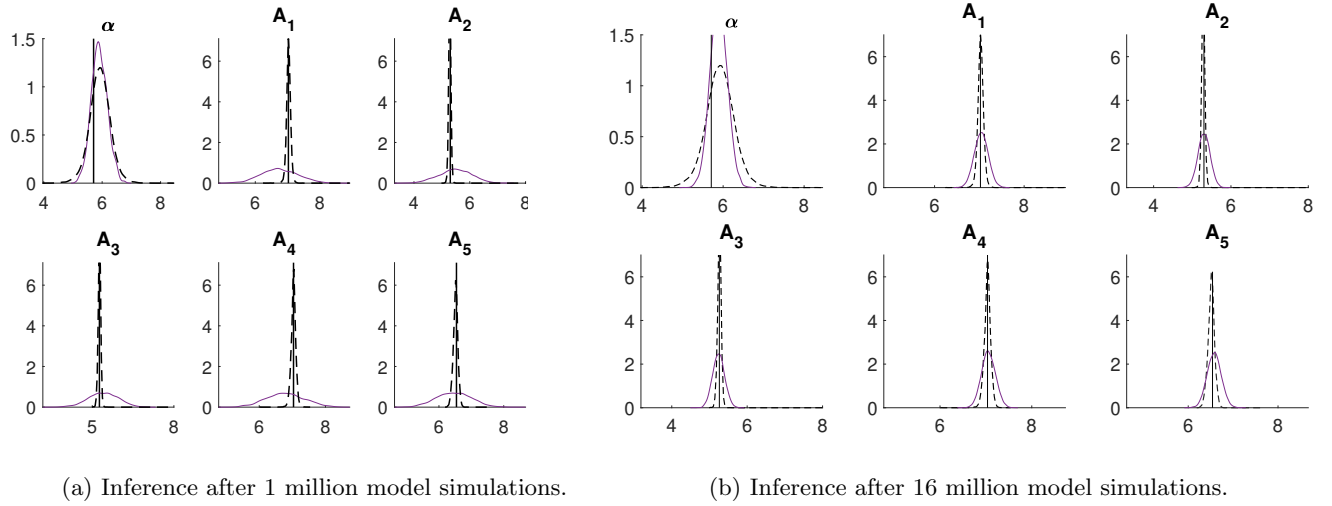 α A1 A2
1.5 1 0.5 0 6 4 2 0 6 4 2 0
4 6 8 6 8 4 6 8
A3 A4 A5
6 4 2 0 6 4 2 0 6 4 2 0
5 8 6 8 6 8
(a) Inference after 1 million model simulations.
α A1 A2
1.5 1 0.5 0 6 4 2 0 6 4 2 0
4 6 8 6 8 4 6 8
A3 A4 A5
6 4 2 0 6 4 2 0 6 4 2 0
4 6 8 4 6 8 6 8
(b) Inference after 16 million model simulations.